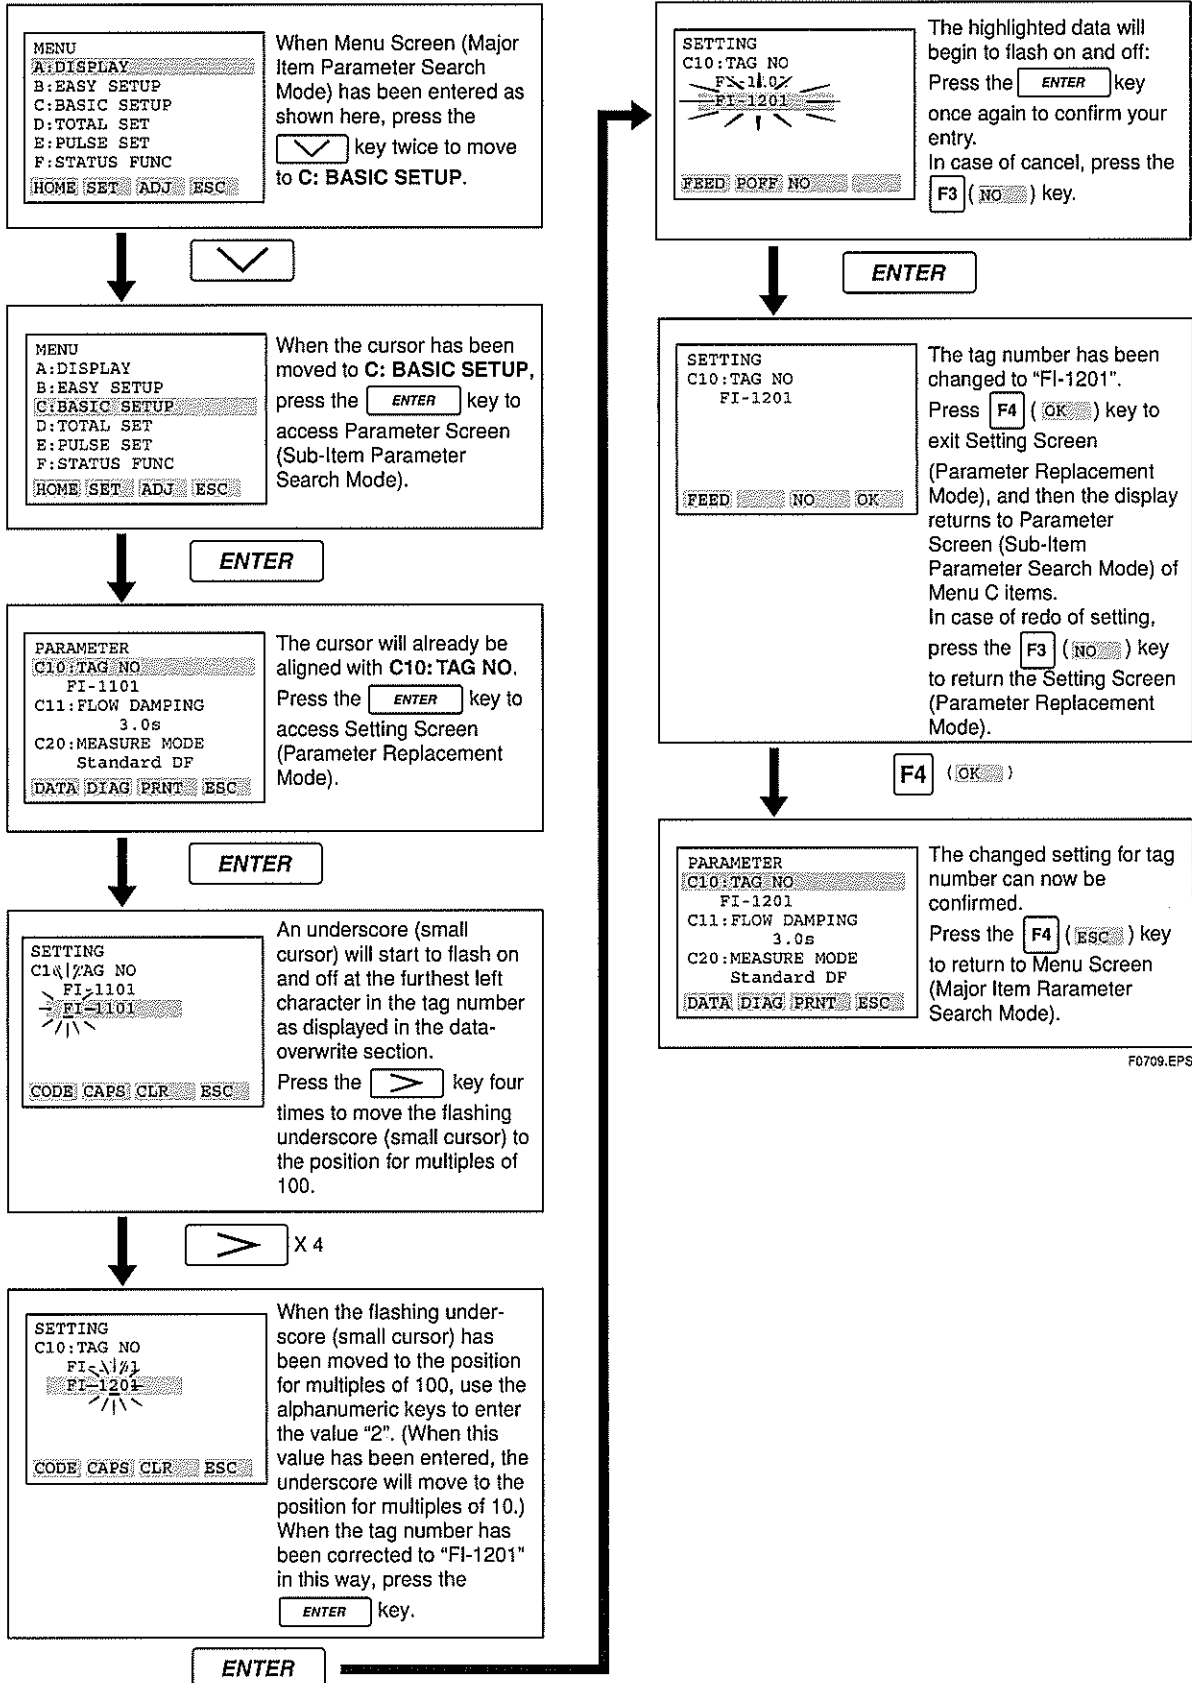 MENU
A:DISPLAY
B:EASY SETUP
C:BASIC SETUP
D:TOTAL SET
E:PULSE SET
F:STATUS FUNC
HOME SET ADJ ESC
When Menu Screen (Major
Item Parameter Search
Mode) has been entered as
shown here, press the
key twice to move
to C: BASIC SETUP.
MENU
A:DISPLAY
B:EASY SETUP
C:BASIC SETUP
D:TOTAL SET
E:PULSE SET
F:STATUS FUNC
HOME SET ADJ ESC
When the cursor has been
moved to C: BASIC SETUP,
press the ENTER key to
access Parameter Screen
(Sub-Item Parameter
Search Mode).
ENTER
PARAMETER
C10:TAG NO
FI-1101
C11:FLOW DAMPING
3.0s
C20:MEASURE MODE
Standard DF
DATA DIAG PRNT ESC
The cursor will already be
aligned with C10: TAG NO.
Press the ENTER key to
access Setting Screen
(Parameter Replacement
Mode).
ENTER
SETTING
TAG NO
FI-1101
FI-1101
CODE CAPS CLR ESC
An underscore (small
cursor) will start to flash on
and off at the furthest left
character in the tag number
as displayed in the data-
overwrite section.
Press the > key four
times to move the flashing
underscore (small cursor) to
the position for multiples of
100.
> X 4
SETTING
C10:TAG NO
FI-1201
CODE CAPS CLR ESC
When the flashing under-
score (small cursor) has
been moved to the position
for multiples of 100, use the
alphanumeric keys to enter
the value “2”. (When this
value has been entered, the
underscore will move to the
position for multiples of 10.)
When the tag number has
been corrected to “FI-1201”
in this way, press the
ENTER key.
ENTER
SETTING
C10:TAG NO
FI-1201
FEED POFF NO
The highlighted data will
begin to flash on and off:
Press the ENTER key
once again to confirm your
entry.
In case of cancel, press the
F3 ( NO ) key.
ENTER
SETTING
C10:TAG NO
FI-1201
FEED NO OK
The tag number has been
changed to “FI-1201”.
Press F4 ( OK ) key to
exit Setting Screen
(Parameter Replacement
Mode), and then the display
returns to Parameter
Screen (Sub-Item
Parameter Search Mode) of
Menu C items.
In case of redo of setting,
press the F3 ( NO ) key
to return the Setting Screen
(Parameter Replacement
Mode).
F4 ( OK )
PARAMETER
C10:TAG NO
FI-1201
C11:FLOW DAMPING
3.0s
C20:MEASURE MODE
Standard DF
DATA DIAG PRNT ESC
The changed setting for tag
number can now be
confirmed.
Press the F4 ( ESC ) key
to return to Menu Screen
(Major Item Rarameter
Search Mode).
F0709.EPS